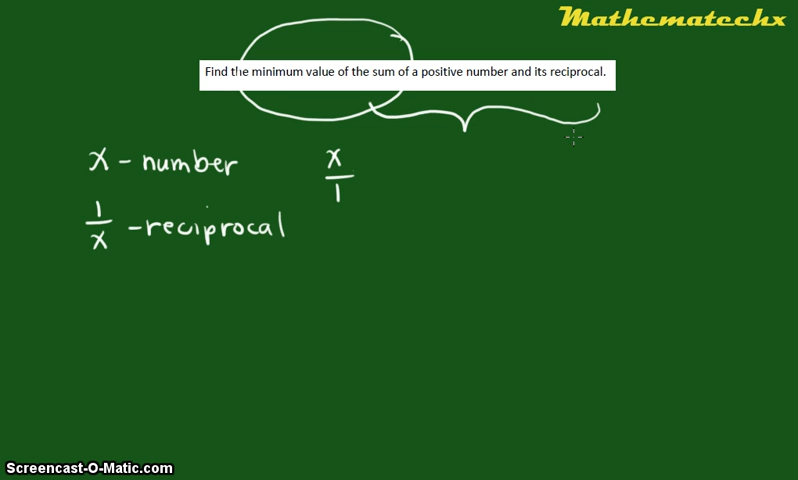 Mathematechx
Find the minimum value of the sum of a positive number and its reciprocal.
x - number
x
1
1
x
- reciprocal
Screencast-O-Matic.com